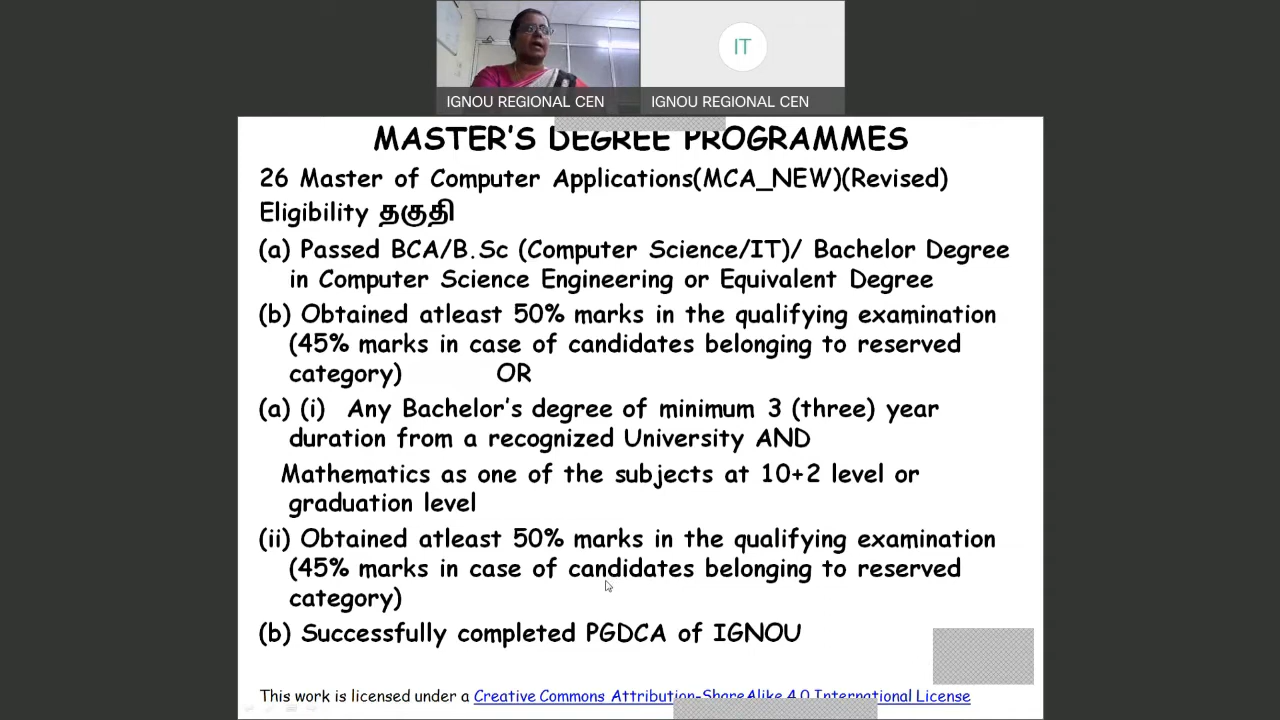 IT
IGNOU REGIONAL CEN
IGNOU REGIONAL CEN
MASTER'S DEGREE PROGRAMMES
26 Master of Computer Applications(MCA_NEW)(Revised)
Eligibility தகுதி
(a) Passed BCA/B.Sc (Computer Science/IT)/ Bachelor Degree
in Computer Science Engineering or Equivalent Degree
(b) Obtained atleast 50% marks in the qualifying examination
(45% marks in case of candidates belonging to reserved
category) OR
(a) (i) Any Bachelor's degree of minimum 3 (three) year
duration from a recognized University AND
Mathematics as one of the subjects at 10+2 level or
graduation level
(ii) Obtained atleast 50% marks in the qualifying examination
(45% marks in case of candidates belonging to reserved
category)
(b) Successfully completed PGDCA of IGNOU
This work is licensed under a Creative Commons Attribution-ShareAlike 4.0 International License